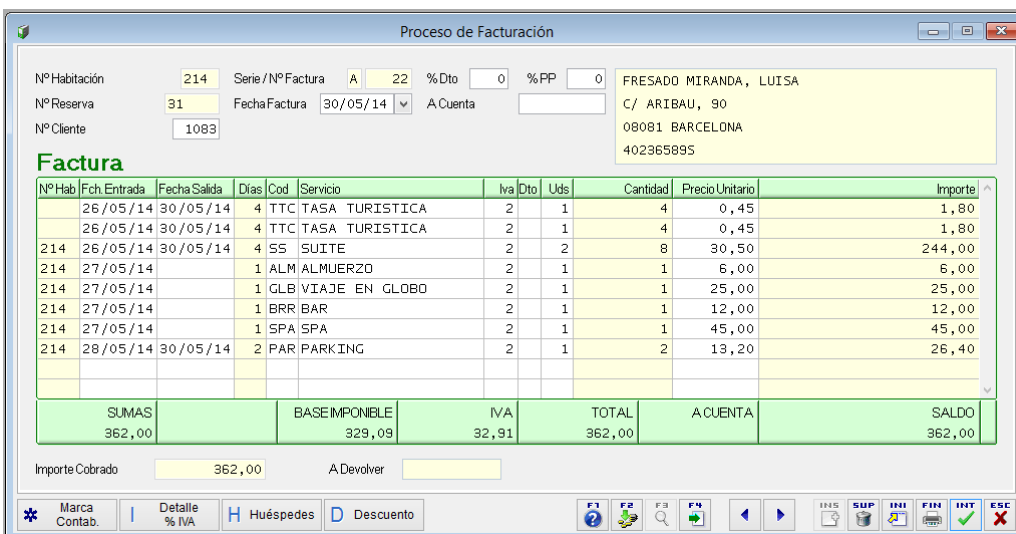 Proceso de Facturación
Nº Habitación 214 Serie / Nº Factura A 22 %Dto 0 %PP 0
Nº Reserva 31 Fecha Factura 30/05/14 A Cuenta
Nº Cliente 1083
FRESADO MIRANDA, LUISA
C/ ARIBAU, 90
08081 BARCELONA
40236589S
Factura
Nº Hab Fch. Entrada Fecha Salida Días Cod Servicio Iva Dto Uds Cantidad Precio Unitario Importe
26/05/14 30/05/14 4 TTC TASA TURISTICA 2 1 4 0,45 1,80
26/05/14 30/05/14 4 TTC TASA TURISTICA 2 1 4 0,45 1,80
214 26/05/14 30/05/14 4 SS SUITE 2 2 8 30,50 244,00
214 27/05/14 1 ALM ALMUERZO 2 1 1 6,00 6,00
214 27/05/14 1 GLB VIAJE EN GLOBO 2 1 1 25,00 25,00
214 27/05/14 1 BRR BAR 2 1 1 12,00 12,00
214 27/05/14 1 SPA SPA 2 1 1 45,00 45,00
214 28/05/14 30/05/14 2 PAR PARKING 2 1 2 13,20 26,40
SUMAS BASE IMPONIBLE IVA TOTAL A CUENTA SALDO
362,00 329,09 32,91 362,00 362,00
Importe Cobrado 362,00 A Devolver
Marca Contab. I Detalle % IVA H Huéspedes D Descuento F1 F2 F3 F4 INS SUP INI FIN INT ESC